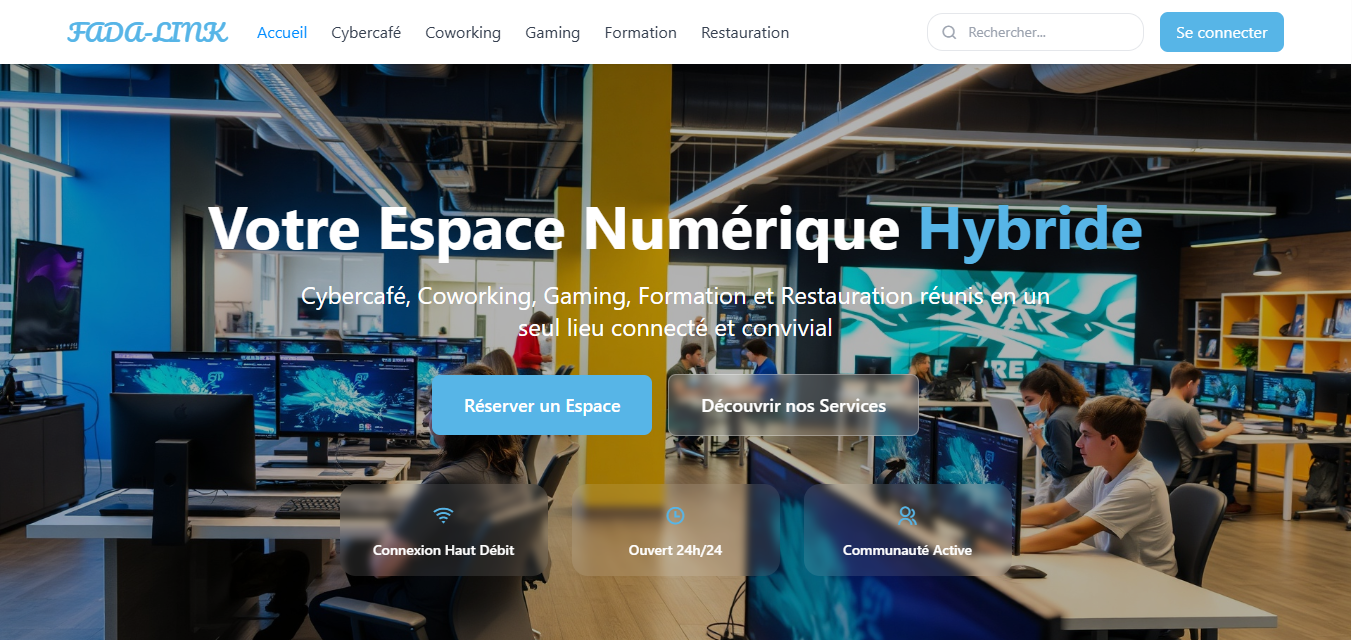 FADA-LINK
Accueil
Cybercafé
Coworking
Gaming
Formation
Restauration
Rechercher...
Se connecter
Votre Espace Numérique Hybride
Cybercafé, Coworking, Gaming, Formation et Restauration réunis en un
seul lieu connecté et convivial
Réserver un Espace
Découvrir nos Services
Connexion Haut Débit
Ouvert 24h/24
Communauté Active